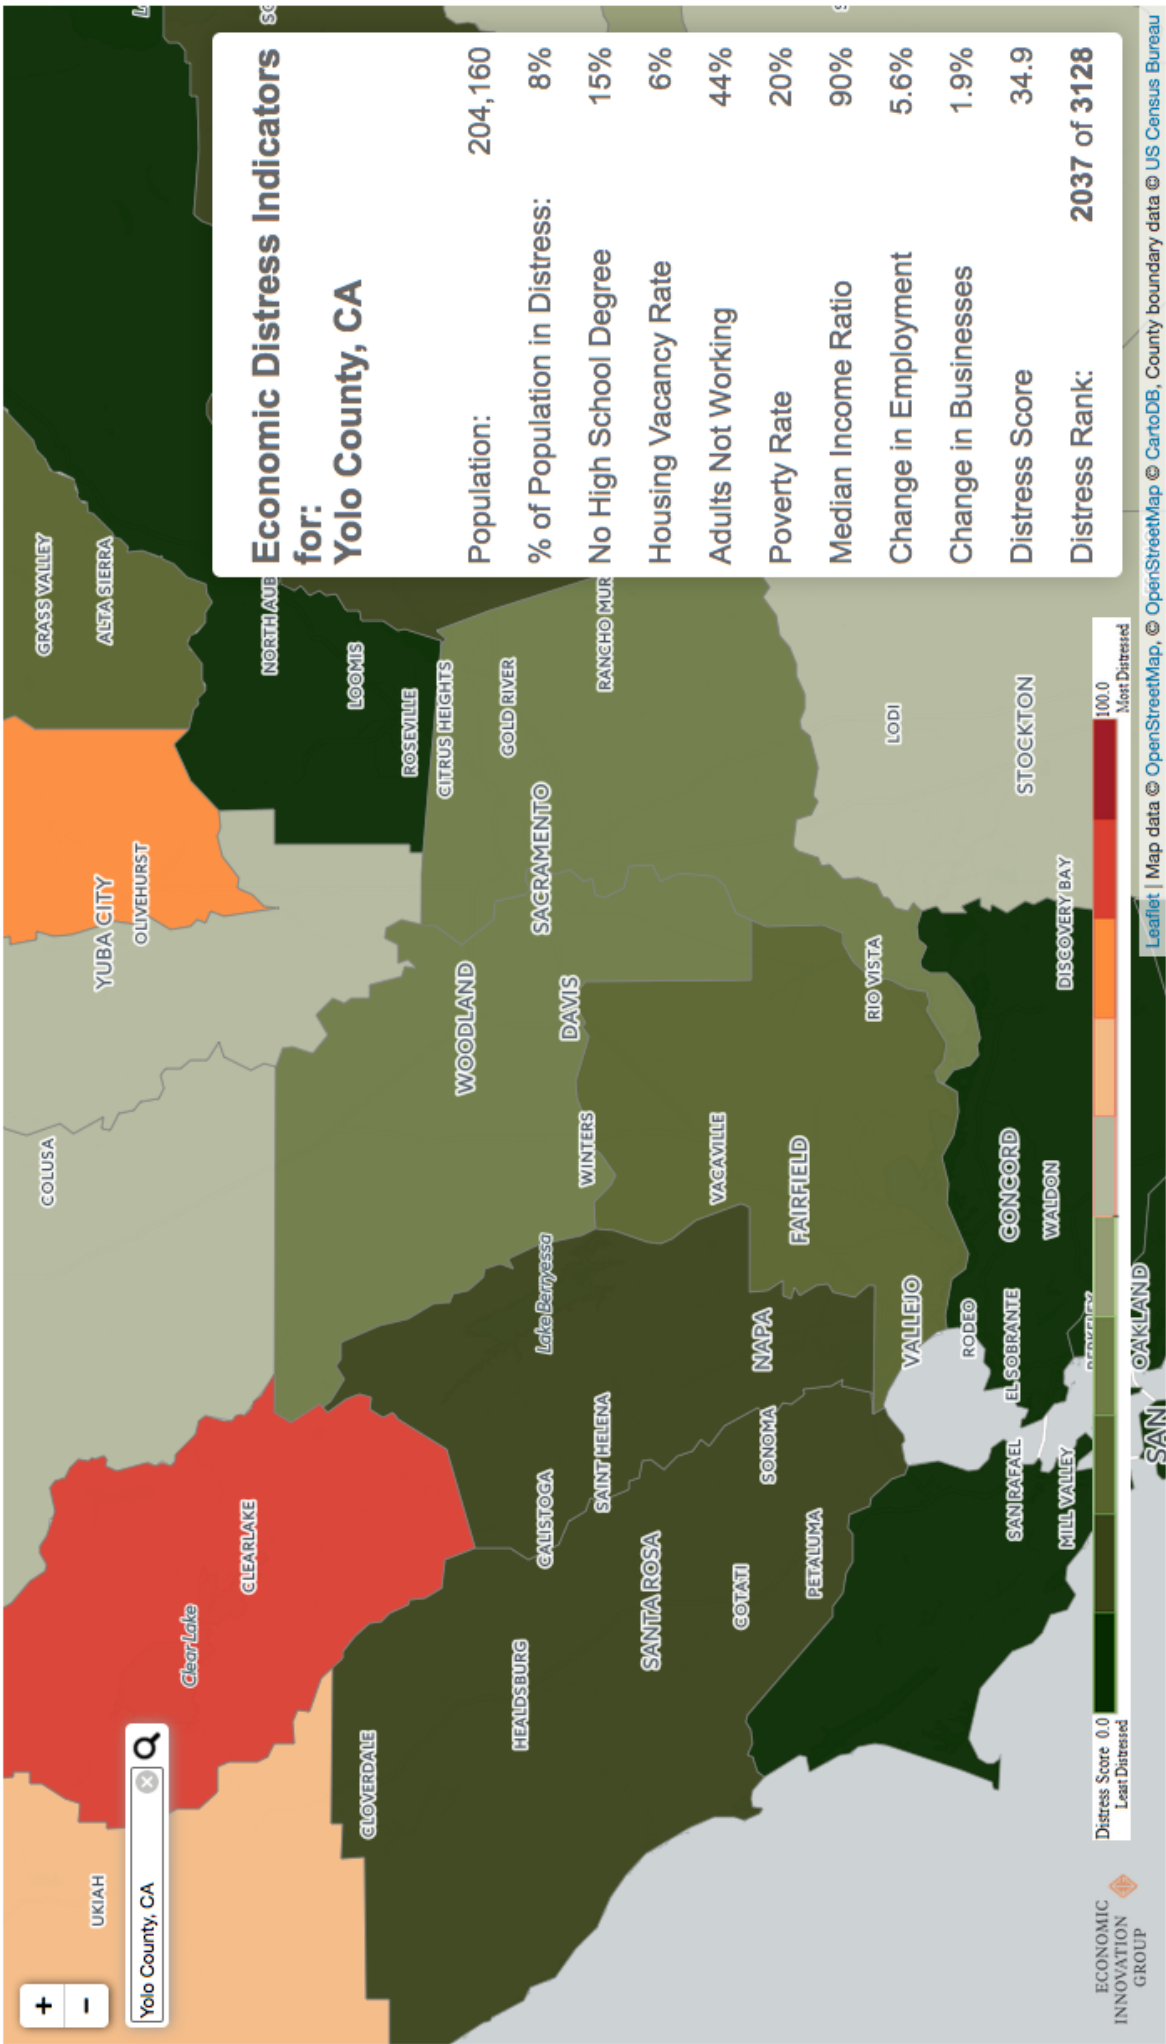 +
−
Yolo County, CA
UKIAH
Clear Lake
CLEARLAKE
COLUSA
YUBA CITY
OLIVEHURST
GRASS VALLEY
ALTA SIERRA
NORTH AUB
LOOMIS
ROSEVILLE
CITRUS HEIGHTS
GOLD RIVER
RANCHO MUR
CLOVERDALE
HEALDSBURG
CALISTOGA
SAINT HELENA
Lake Berryessa
WOODLAND
SACRAMENTO
DAVIS
WINTERS
SANTA ROSA
COTATI
SONOMA
PETALUMA
NAPA
VACAVILLE
FAIRFIELD
RIO VISTA
LODI
STOCKTON
VALLEJO
RODEO
EL SOBRANTE
CONCORD
WALDON
DISCOVERY BAY
SAN RAFAEL
MILL VALLEY
OAKLAND
SAN
Economic Distress Indicators
for:
Yolo County, CA
Population: 204,160
% of Population in Distress: 8%
No High School Degree 15%
Housing Vacancy Rate 6%
Adults Not Working 44%
Poverty Rate 20%
Median Income Ratio 90%
Change in Employment 5.6%
Change in Businesses 1.9%
Distress Score 34.9
Distress Rank: 2037 of 3128
ECONOMIC
INNOVATION
GROUP
Distress Score 0.0 100.0
Least Distressed Most Distressed
Leaflet | Map data © OpenStreetMap, © OpenStreetMap © CartoDB, County boundary data © US Census Bureau